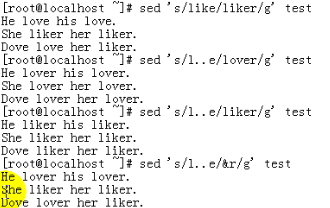 [root@localhost ~]# sed 's/like/liker/g' test
He love his love.
She liker her liker.
Dove love her liker.
[root@localhost ~]# sed 's/l..e/lover/g' test
He lover his lover.
She lover her lover.
Dove lover her lover.
[root@localhost ~]# sed 's/l..e/liker/g' test
He liker his liker.
She liker her liker.
Dove liker her liker.
[root@localhost ~]# sed 's/l..e/&r/g' test
He lover his lover.
She liker her liker.
Dove lover her liker.